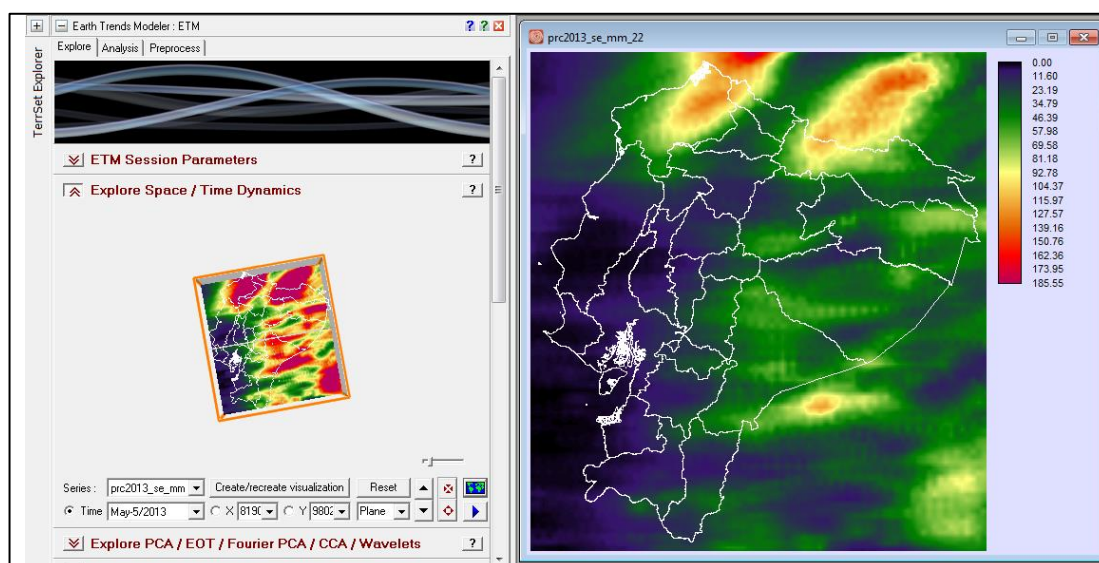 Earth Trends Modeler : ETM
TerrSet Explorer
Explore Analysis Preprocess
ETM Session Parameters
Explore Space / Time Dynamics
Series : prc2013_se_mm Create/recreate visualization Reset
Time May-5/2013 X 819 Y 9802 Plane
Explore PCA / EOT / Fourier PCA / CCA / Wavelets
prc2013_se_mm_22
0.00
11.60
23.19
34.79
46.39
57.98
69.58
81.18
92.78
104.37
115.97
127.57
139.16
150.76
162.36
173.95
185.55